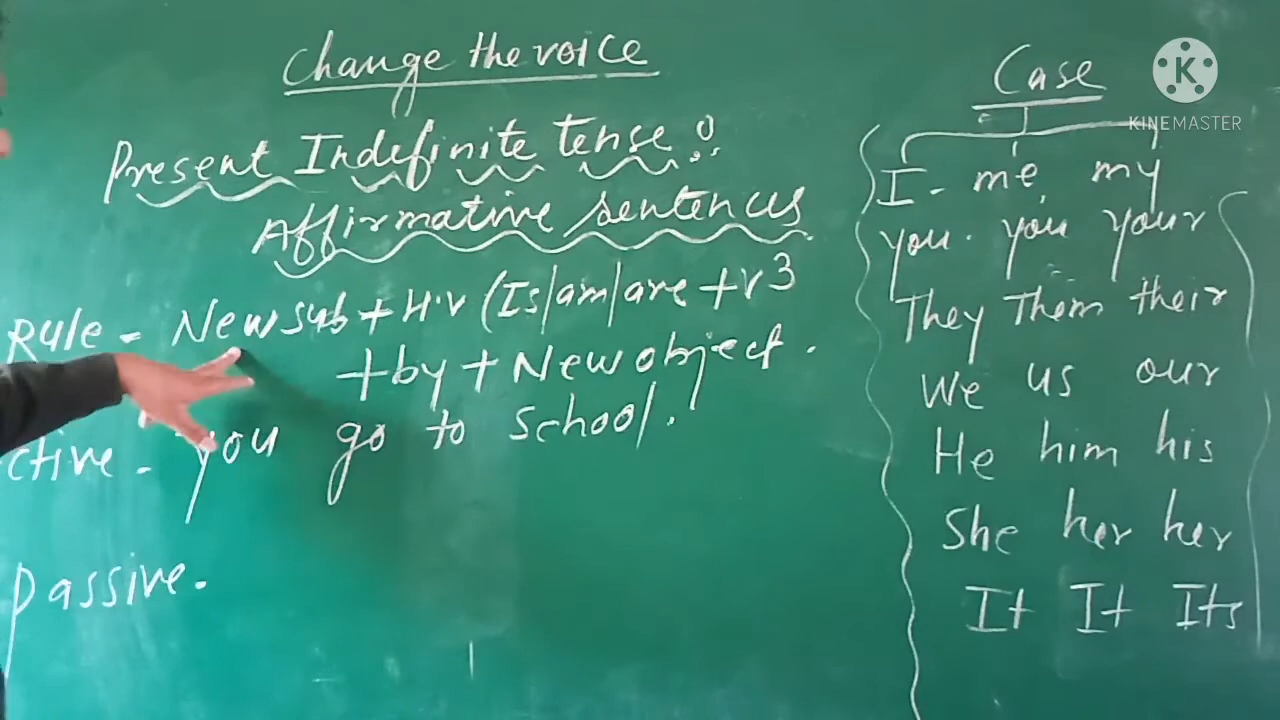 Change the voice
Present Indefinite tense :
Affirmative sentences
Rule - New sub + H.v (Is/am/are + v3
+ by + New object .
ctive - you go to school.
passive.
Case
I - me my
you . you your
They Them their
We us our
He him his
She her her
It It Its
KINEMASTER